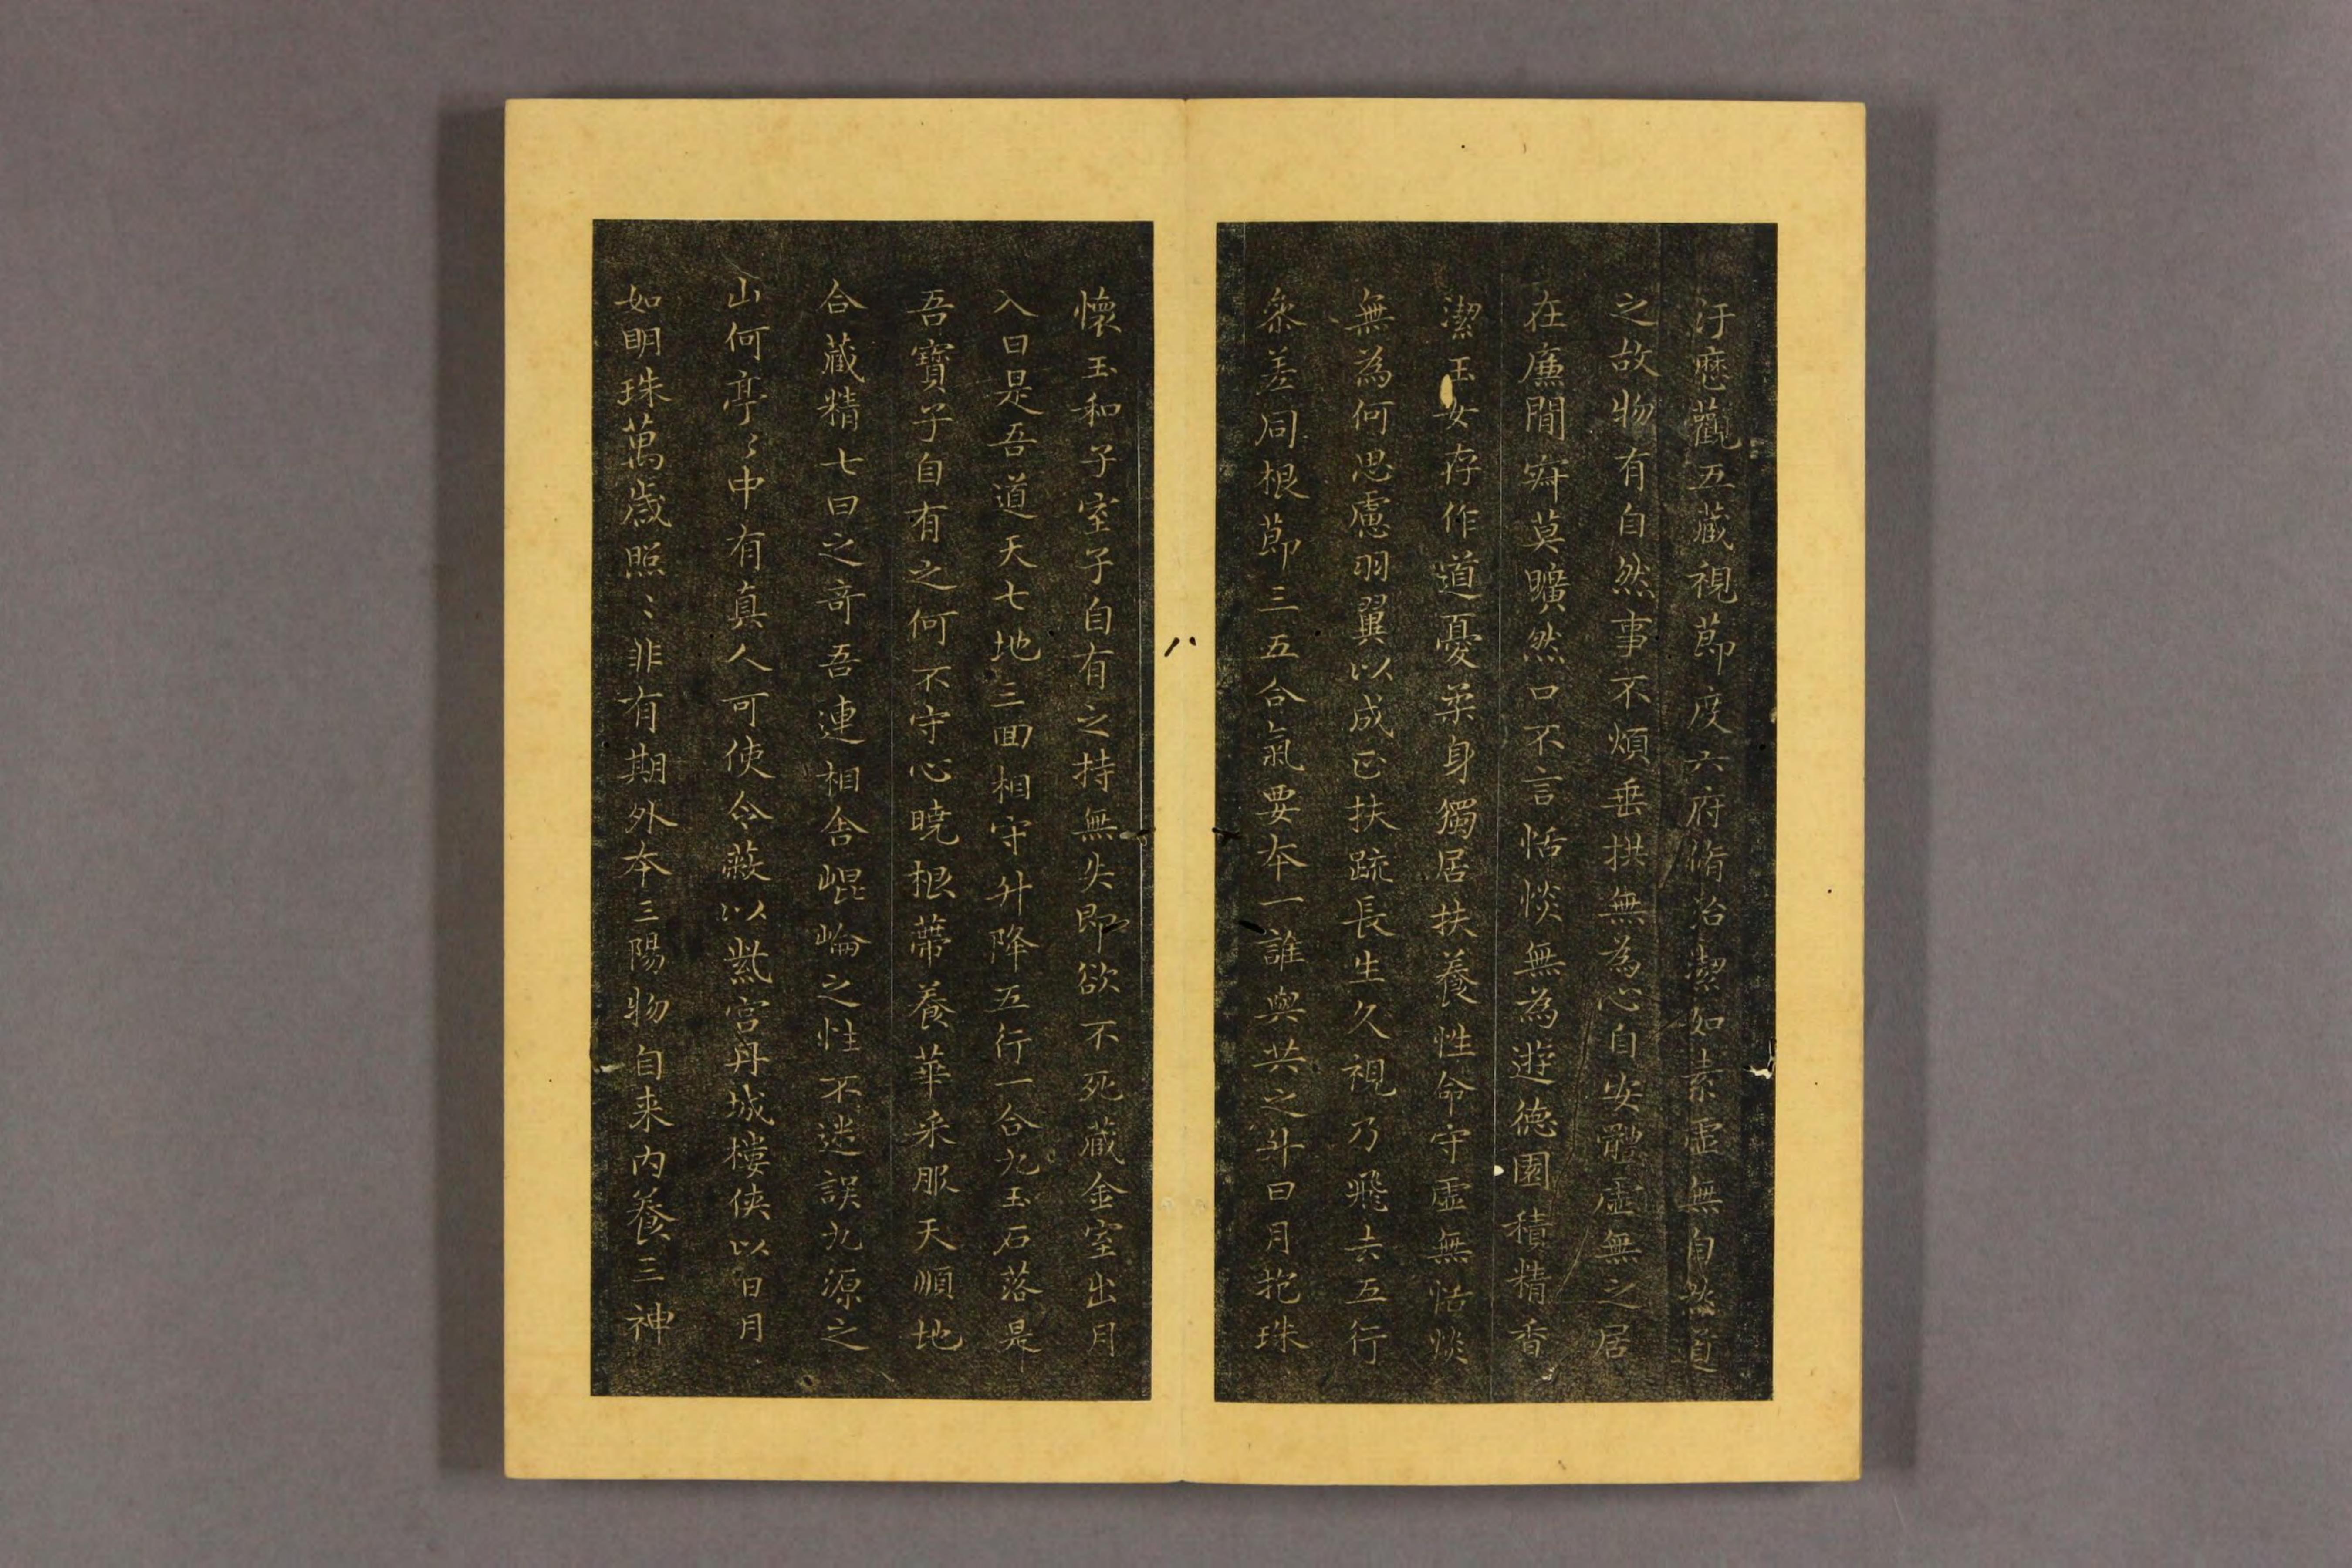 汙歷觀五藏視節度六府脩治潔如素虛無自然道
之故物有自然事不煩垂拱無為心自安體虛無之居
在廉間寂莫曠然口不言恬惔無為遊德園積精香
潔玉女存作道憂柔身獨居扶養性命守虛無恬惔
無為何思慮羽翼以成正扶疏長生久視乃飛去五行
參差同根節三五合氣要本一誰與共之升日月抱珠
懷玉和子室子自有之持無失即欲不死藏金室出月
入日是吾道天七地三回相守升降五行一合九玉石落是
吾寶子自有之何不守心曉根蔕養華采服天順地
合藏精七日之奇吾連相舍崐崘之性不迷誤九源之
山何亭〻中有真人可使令蔽以紫宮丹城樓俠以日月
如明珠萬歲照〻非有期外本三陽物自来內養三神